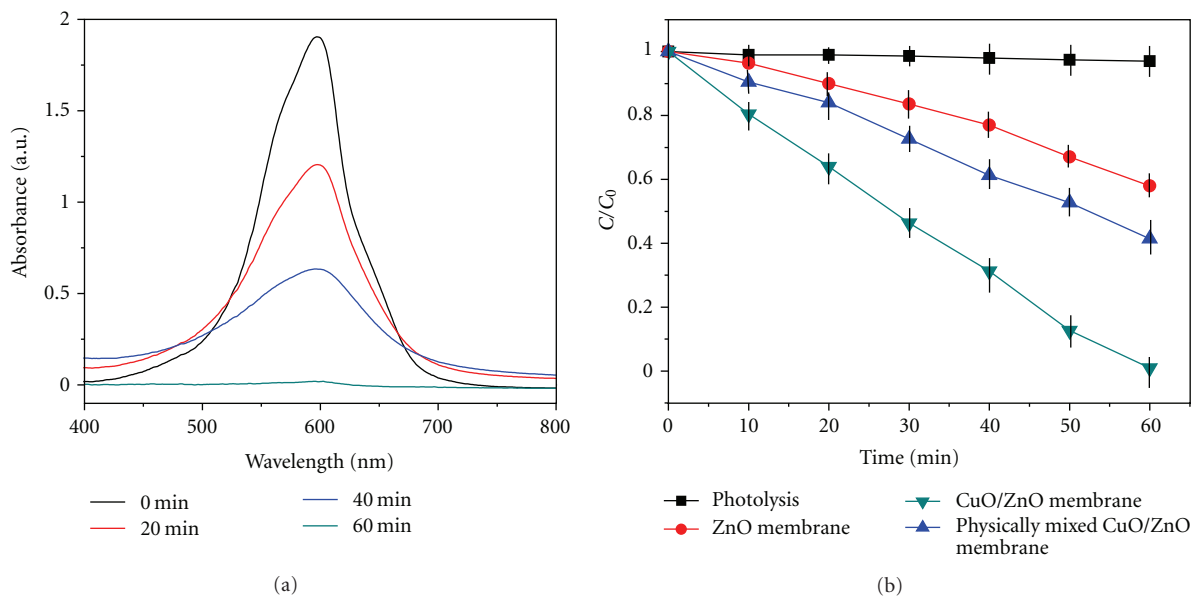 2
1.5
1
0.5
0
Absorbance (a.u.)
400
500
600
700
800
Wavelength (nm)
0 min
20 min
40 min
60 min
(a)
1
0.8
0.6
0.4
0.2
0
C/C0
0
10
20
30
40
50
60
Time (min)
Photolysis
ZnO membrane
CuO/ZnO membrane
Physically mixed CuO/ZnO
membrane
(b)